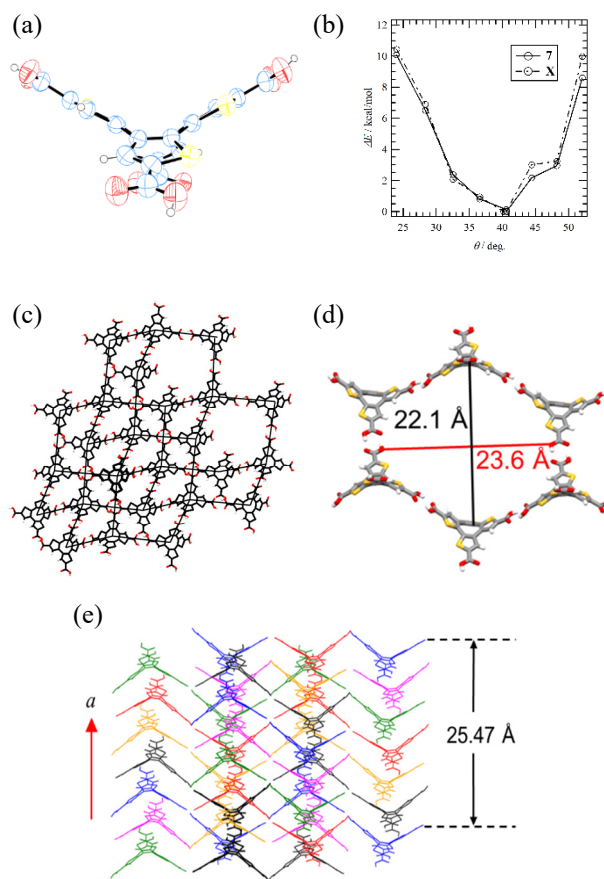 (a)
(b)
12
10
8
6
4
2
0
ΔE / kcal/mol
7
X
25 30 35 40 45 50
θ / deg.
(c)
(d)
22.1 Å
23.6 Å
(e)
a
25.47 Å